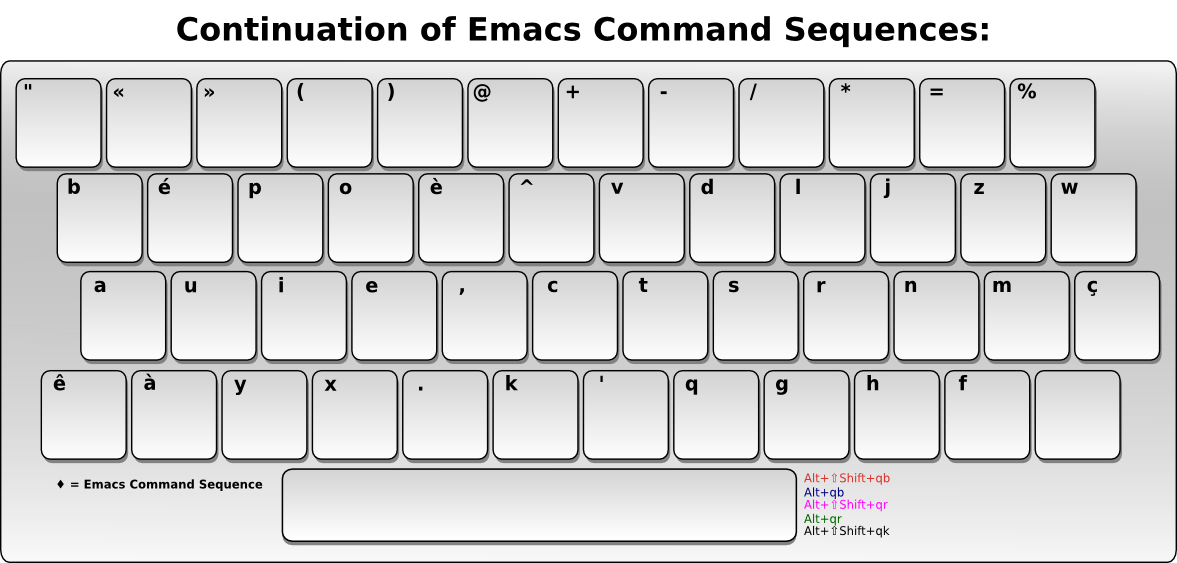 Continuation of Emacs Command Sequences:
" « » ( ) @ + - / * = %
b é p o è ^ v d l j z w
a u i e , c t s r n m ç
ê à y x . k ' q g h f
♦ = Emacs Command Sequence
Alt+⇧Shift+qb
Alt+qb
Alt+⇧Shift+qr
Alt+qr
Alt+⇧Shift+qk